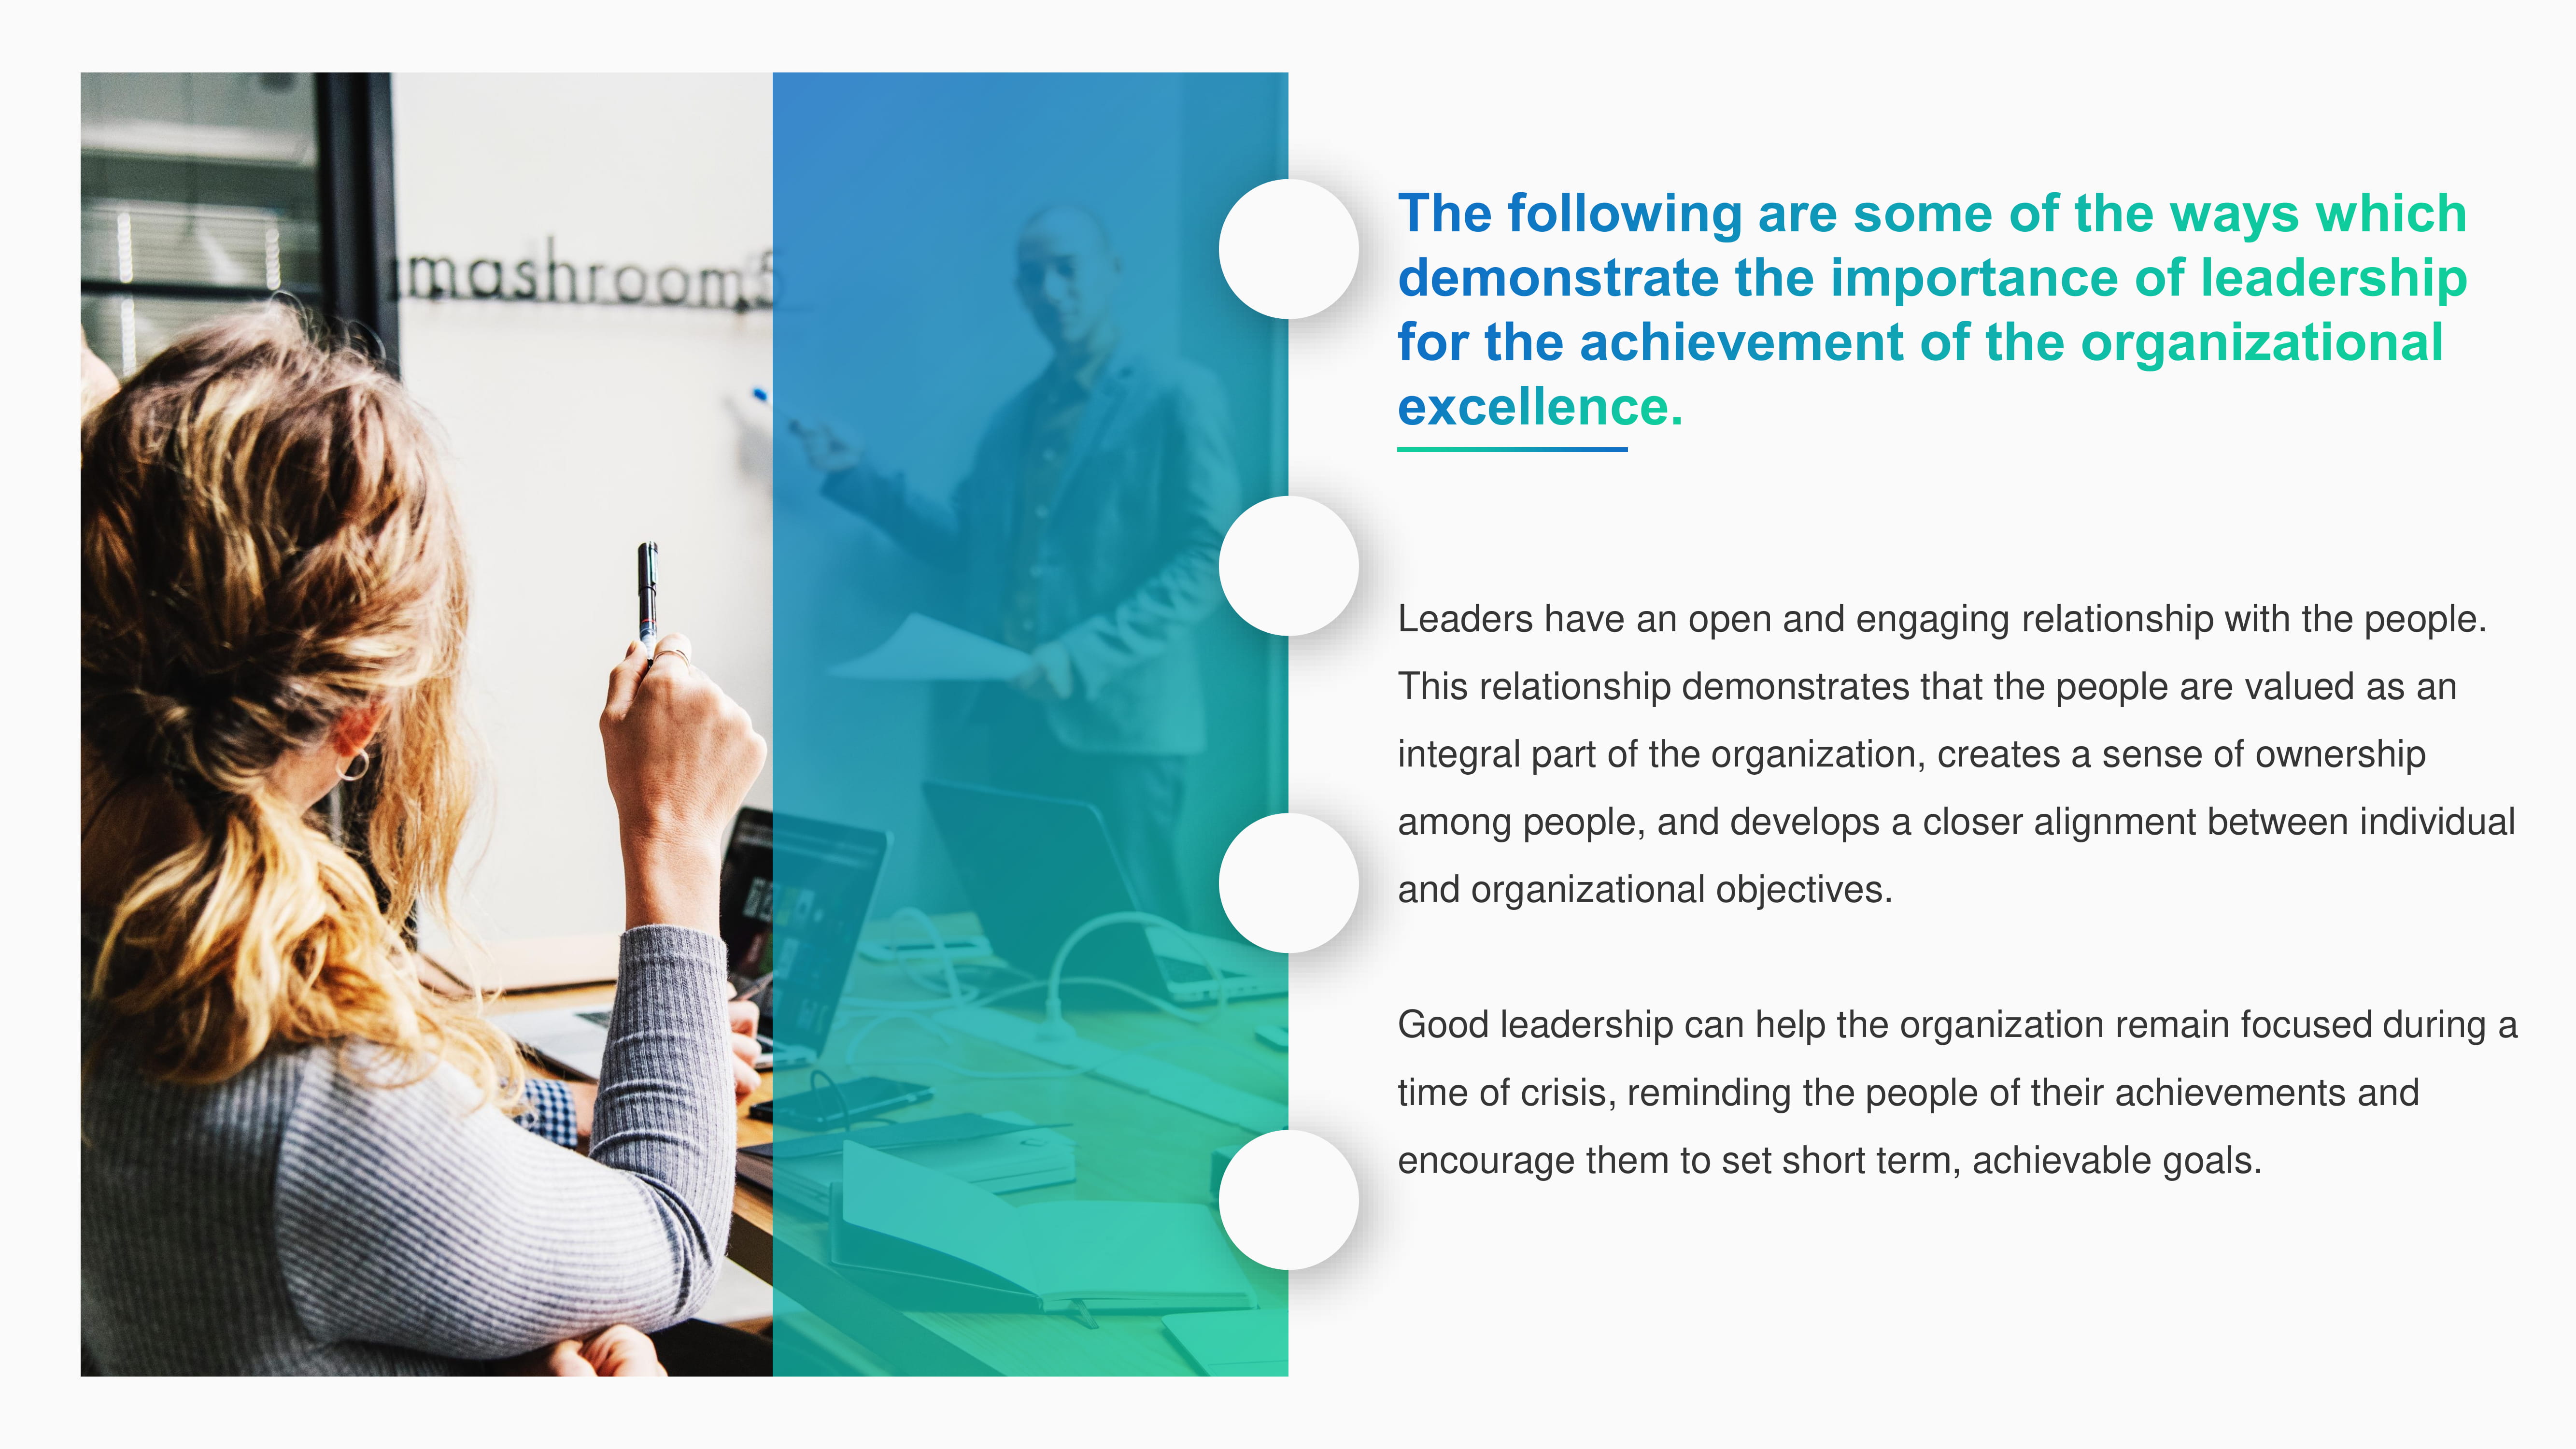 mashroom5
The following are some of the ways which
demonstrate the importance of leadership
for the achievement of the organizational
excellence.
Leaders have an open and engaging relationship with the people.
This relationship demonstrates that the people are valued as an
integral part of the organization, creates a sense of ownership
among people, and develops a closer alignment between individual
and organizational objectives.
Good leadership can help the organization remain focused during a
time of crisis, reminding the people of their achievements and
encourage them to set short term, achievable goals.